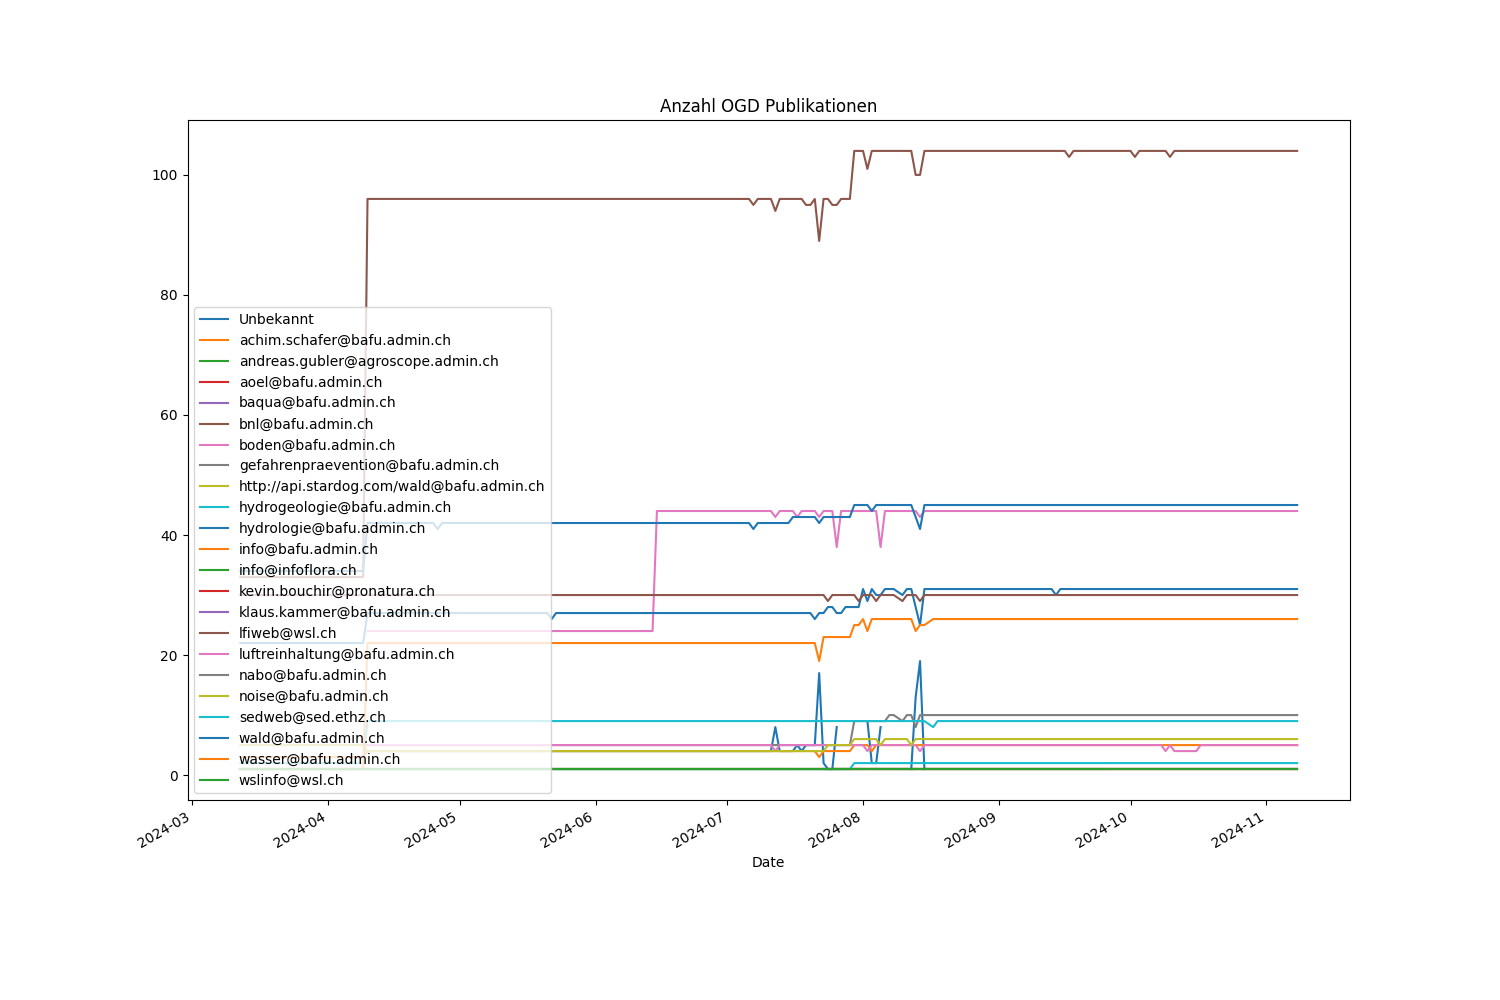 Anzahl OGD Publikationen
100
80
60
40
20
0
Unbekannt
achim.schafer@bafu.admin.ch
andreas.gubler@agroscope.admin.ch
aoel@bafu.admin.ch
baqua@bafu.admin.ch
bnl@bafu.admin.ch
boden@bafu.admin.ch
gefahrenpraevention@bafu.admin.ch
http://api.stardog.com/wald@bafu.admin.ch
hydrogeologie@bafu.admin.ch
hydrologie@bafu.admin.ch
info@bafu.admin.ch
info@infoflora.ch
kevin.bouchir@pronatura.ch
klaus.kammer@bafu.admin.ch
lfiweb@wsl.ch
luftreinhaltung@bafu.admin.ch
nabo@bafu.admin.ch
noise@bafu.admin.ch
sedweb@sed.ethz.ch
wald@bafu.admin.ch
wasser@bafu.admin.ch
wslinfo@wsl.ch
2024-03
2024-04
2024-05
2024-06
2024-07
2024-08
2024-09
2024-10
2024-11
Date